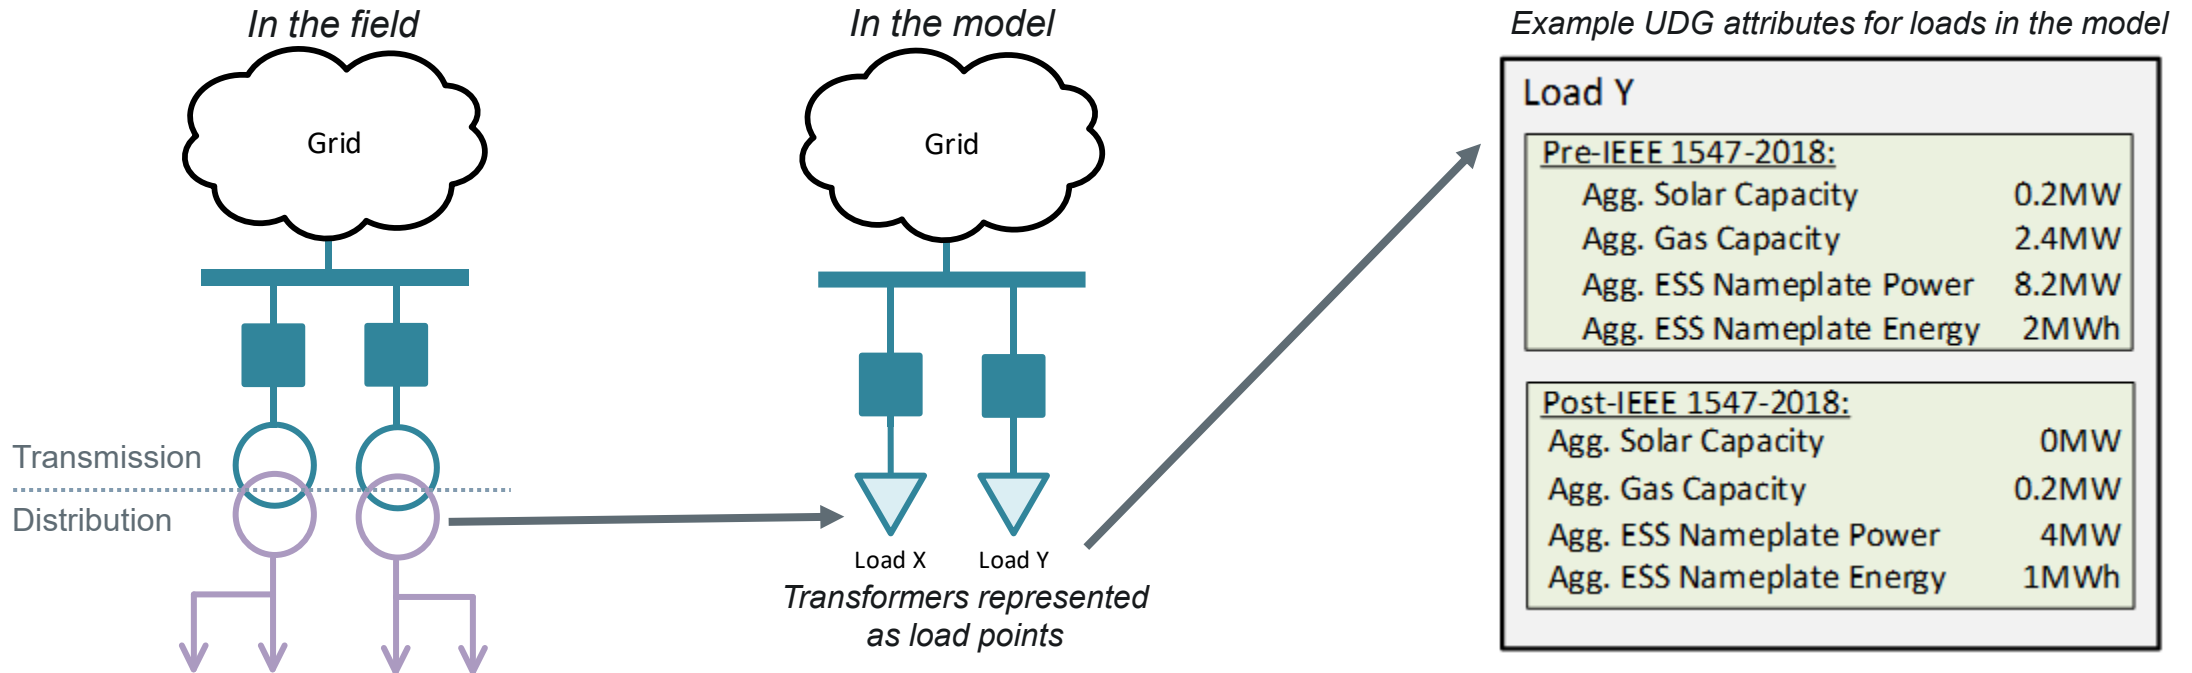 In the field
Grid
Transmission
Distribution
In the model
Grid
Load X
Load Y
Transformers represented
as load points
Example UDG attributes for loads in the model
Load Y
Pre-IEEE 1547-2018:
Agg. Solar Capacity 0.2MW
Agg. Gas Capacity 2.4MW
Agg. ESS Nameplate Power 8.2MW
Agg. ESS Nameplate Energy 2MWh
Post-IEEE 1547-2018:
Agg. Solar Capacity 0MW
Agg. Gas Capacity 0.2MW
Agg. ESS Nameplate Power 4MW
Agg. ESS Nameplate Energy 1MWh